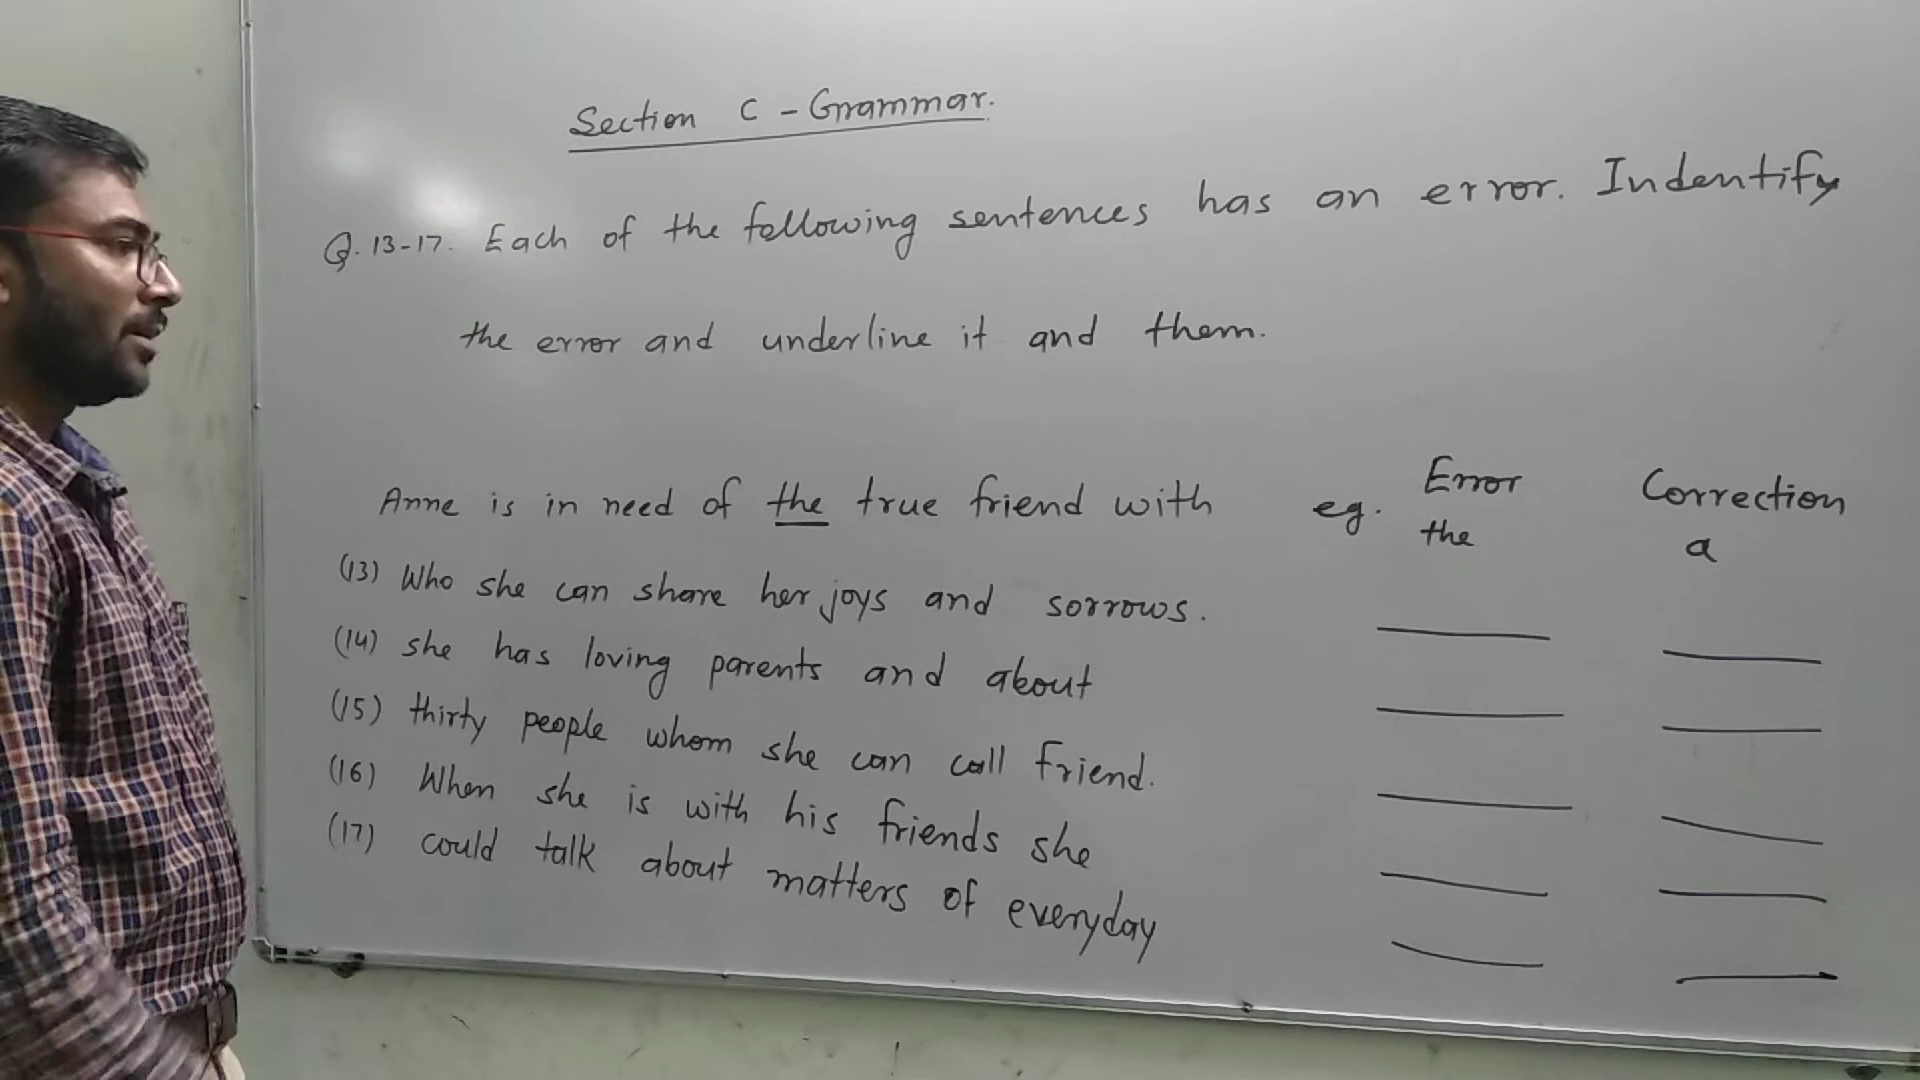 Section C - Grammar.
Q. 13-17. Each of the following sentences has an error. Indentify
the error and underline it and them.
Error Correction
Anne is in need of the true friend with eg. the a
(13) Who she can share her joys and sorrows.
(14) she has loving parents and about
(15) thirty people whom she can call friend.
(16) When she is with his friends she
(17) could talk about matters of everyday